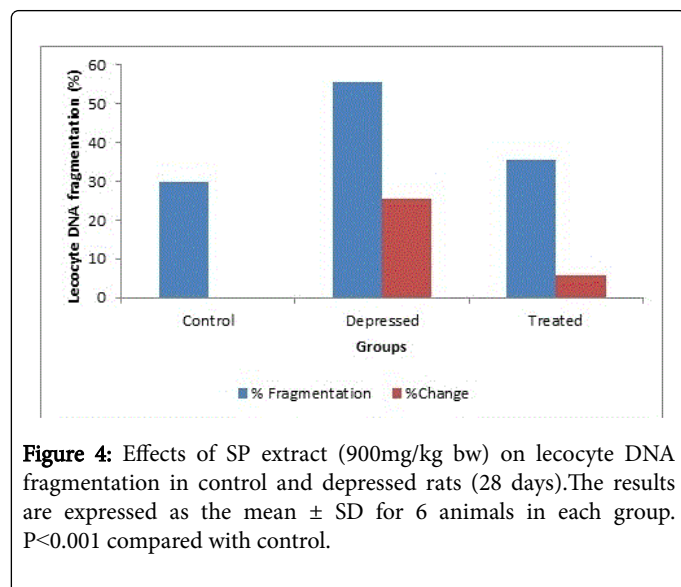 60
50
40
30
20
10
0
Lecocyte DNA fragmentation (%)
Control
Depressed
Treated
Groups
% Fragmentation
%Change
Figure 4: Effects of SP extract (900mg/kg bw) on lecocyte DNA
fragmentation in control and depressed rats (28 days).The results
are expressed as the mean ± SD for 6 animals in each group.
P<0.001 compared with control.